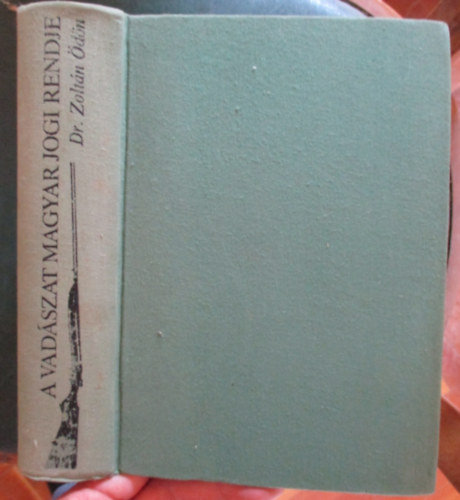 A VADÁSZAT MAGYAR JOGI RENDJE
Dr. Zoltán Ödön